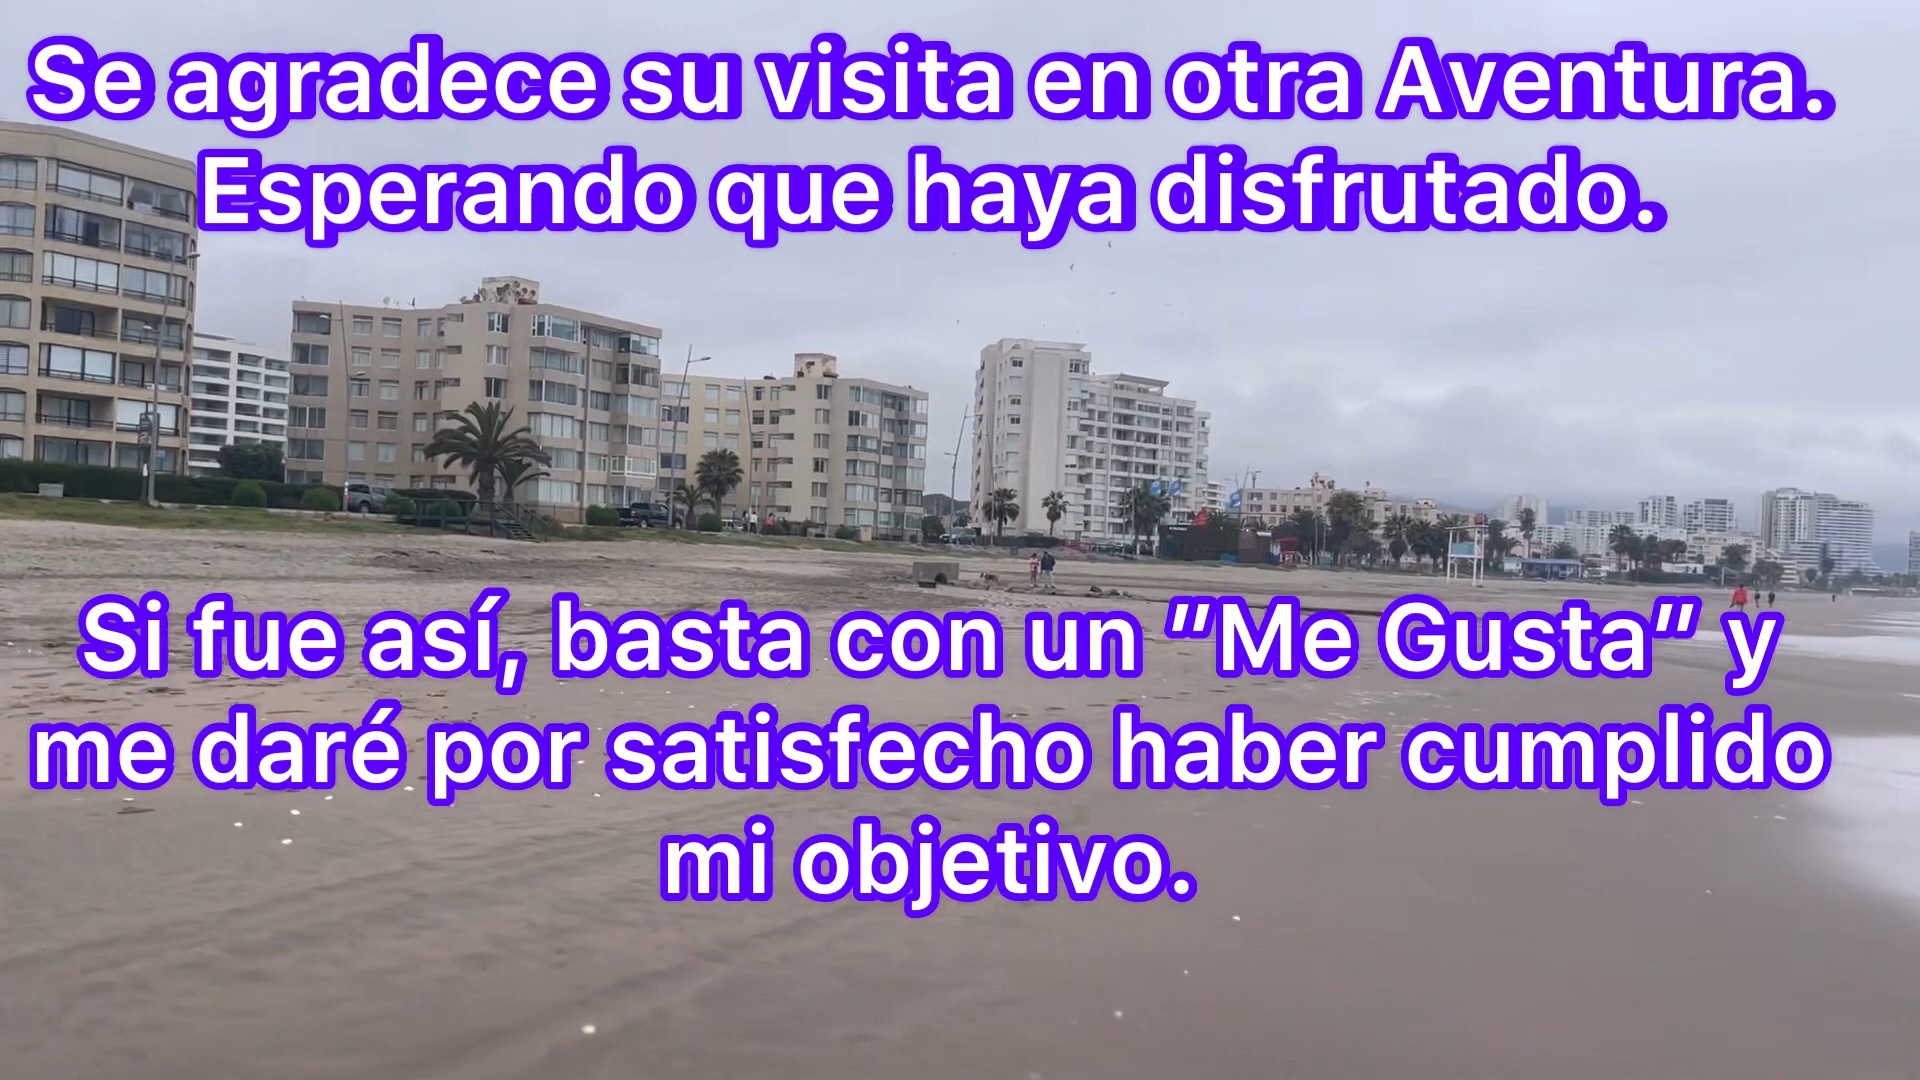 Se agradece su visita en otra Aventura.
Esperando que haya disfrutado.
Si fue así, basta con un "Me Gusta" y
me daré por satisfecho haber cumplido
mi objetivo.